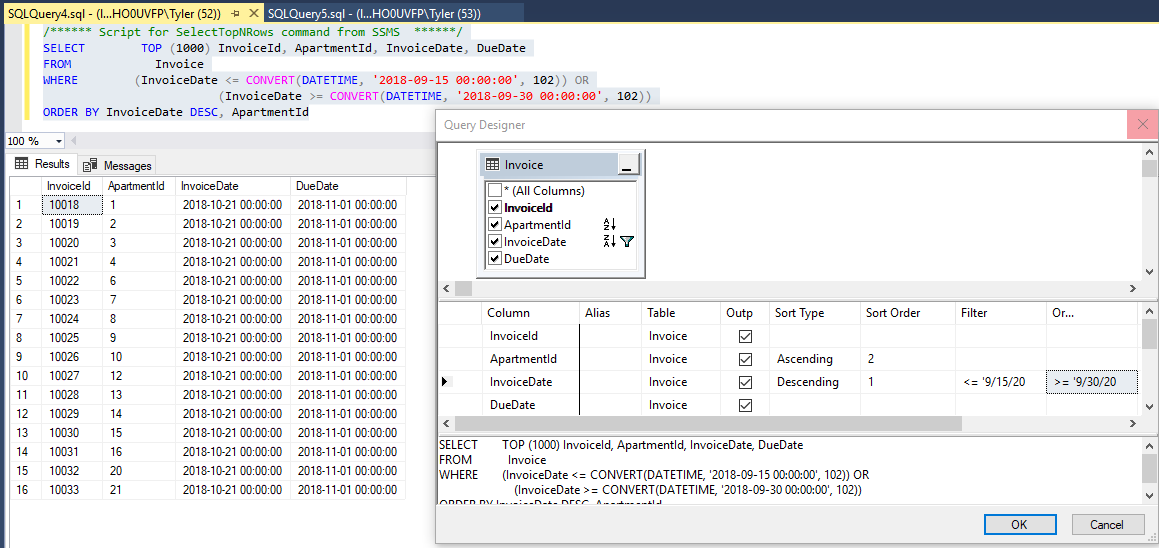 SQLQuery4.sql - (l...HO0UVFP\Tyler (52)) SQLQuery5.sql - (l...HO0UVFP\Tyler (53))
/****** Script for SelectTopNRows command from SSMS ******/
SELECT TOP (1000) InvoiceId, ApartmentId, InvoiceDate, DueDate
FROM Invoice
WHERE (InvoiceDate <= CONVERT(DATETIME, '2018-09-15 00:00:00', 102)) OR
(InvoiceDate >= CONVERT(DATETIME, '2018-09-30 00:00:00', 102))
ORDER BY InvoiceDate DESC, ApartmentId
100 %
Results Messages
InvoiceId ApartmentId InvoiceDate DueDate
1 10018 1 2018-10-21 00:00:00 2018-11-01 00:00:00
2 10019 2 2018-10-21 00:00:00 2018-11-01 00:00:00
3 10020 3 2018-10-21 00:00:00 2018-11-01 00:00:00
4 10021 4 2018-10-21 00:00:00 2018-11-01 00:00:00
5 10022 6 2018-10-21 00:00:00 2018-11-01 00:00:00
6 10023 7 2018-10-21 00:00:00 2018-11-01 00:00:00
7 10024 8 2018-10-21 00:00:00 2018-11-01 00:00:00
8 10025 9 2018-10-21 00:00:00 2018-11-01 00:00:00
9 10026 10 2018-10-21 00:00:00 2018-11-01 00:00:00
10 10027 12 2018-10-21 00:00:00 2018-11-01 00:00:00
11 10028 13 2018-10-21 00:00:00 2018-11-01 00:00:00
12 10029 14 2018-10-21 00:00:00 2018-11-01 00:00:00
13 10030 15 2018-10-21 00:00:00 2018-11-01 00:00:00
14 10031 16 2018-10-21 00:00:00 2018-11-01 00:00:00
15 10032 20 2018-10-21 00:00:00 2018-11-01 00:00:00
16 10033 21 2018-10-21 00:00:00 2018-11-01 00:00:00
Query Designer
Invoice
* (All Columns)
InvoiceId
ApartmentId
InvoiceDate
DueDate
Column Alias Table Outp Sort Type Sort Order Filter Or...
InvoiceId Invoice
ApartmentId Invoice Ascending 2
InvoiceDate Invoice Descending 1 <= '9/15/20 >= '9/30/20
DueDate Invoice
SELECT TOP (1000) InvoiceId, ApartmentId, InvoiceDate, DueDate
FROM Invoice
WHERE (InvoiceDate <= CONVERT(DATETIME, '2018-09-15 00:00:00', 102)) OR
(InvoiceDate >= CONVERT(DATETIME, '2018-09-30 00:00:00', 102))
ORDER BY InvoiceDate DESC, ApartmentId
OK Cancel